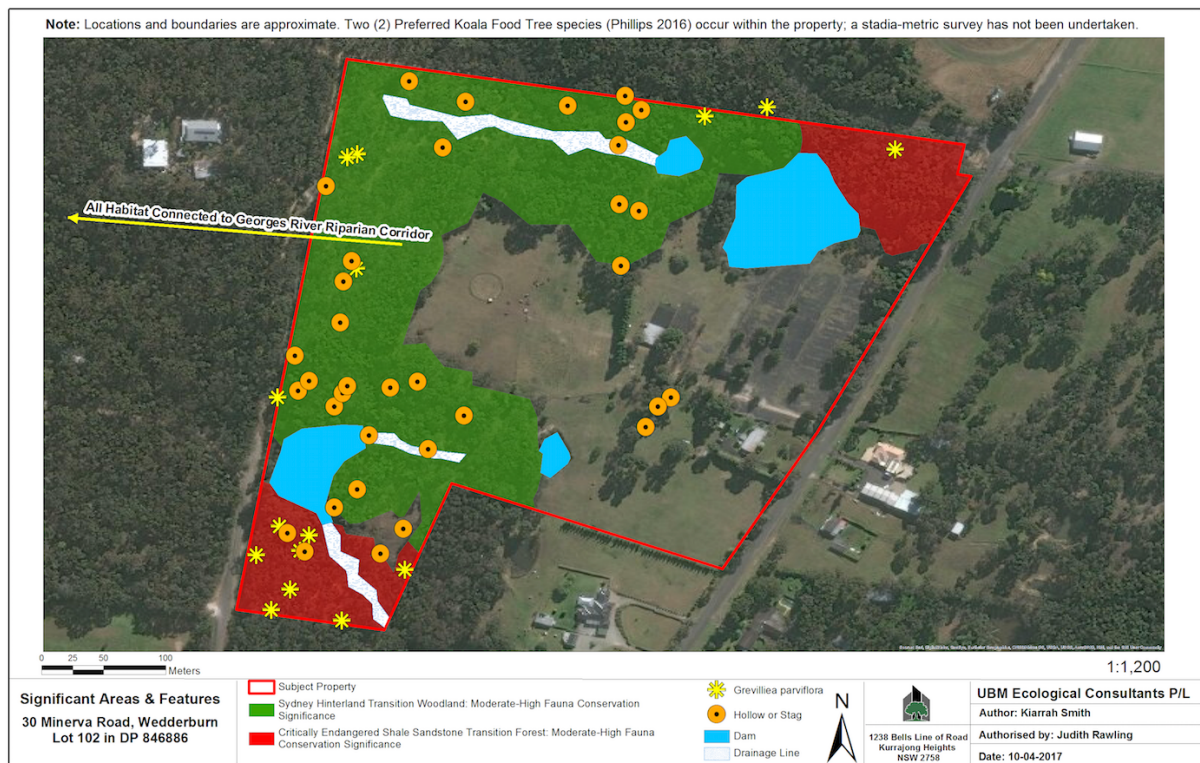 Note: Locations and boundaries are approximate. Two (2) Preferred Koala Food Tree species (Phillips 2016) occur within the property; a stadia-metric survey has not been undertaken.
All Habitat Connected to Georges River Riparian Corridor
0 25 50 100
Meters
1:1,200
Significant Areas & Features
30 Minerva Road, Wedderburn
Lot 102 in DP 846886
Subject Property
Sydney Hinterland Transition Woodland: Moderate-High Fauna Conservation
Significance
Critically Endangered Shale Sandstone Transition Forest: Moderate-High Fauna
Conservation Significance
Grevilliea parviflora
Hollow or Stag
Dam
Drainage Line
N
1238 Bells Line of Road
Kurrajong Heights
NSW 2758
UBM Ecological Consultants P/L
Author: Kiarrah Smith
Authorised by: Judith Rawling
Date: 10-04-2017